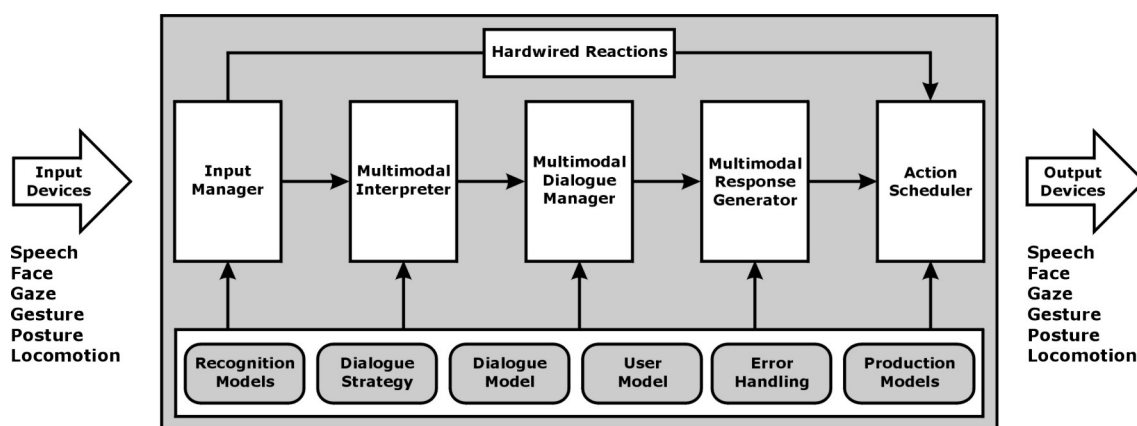 Hardwired Reactions
Input
Devices
Speech
Face
Gaze
Gesture
Posture
Locomotion
Input
Manager
Multimodal
Interpreter
Multimodal
Dialogue
Manager
Multimodal
Response
Generator
Action
Scheduler
Recognition
Models
Dialogue
Strategy
Dialogue
Model
User
Model
Error
Handling
Production
Models
Output
Devices
Speech
Face
Gaze
Gesture
Posture
Locomotion